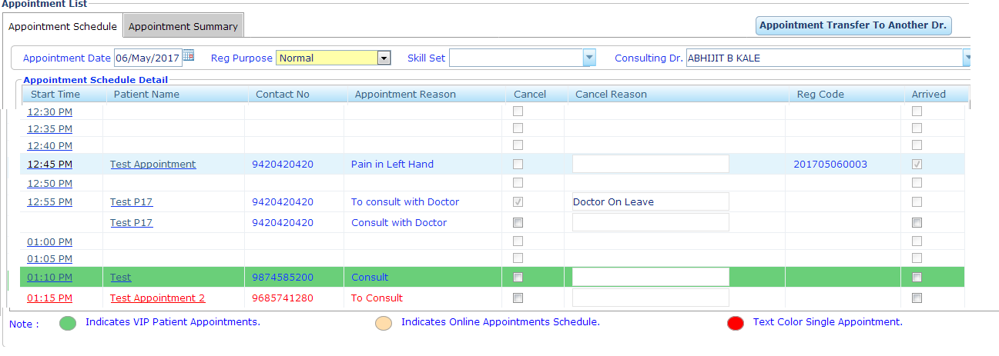 Appointment List
Appointment Schedule Appointment Summary Appointment Transfer To Another Dr.
Appointment Date 06/May/2017 Reg Purpose Normal Skill Set Consulting Dr. ABHIJIT B KALE
Appointment Schedule Detail
Start Time Patient Name Contact No Appointment Reason Cancel Cancel Reason Reg Code Arrived
12:30 PM
12:35 PM
12:40 PM
12:45 PM Test Appointment 9420420420 Pain in Left Hand 201705060003
12:50 PM
12:55 PM Test P17 9420420420 To consult with Doctor Doctor On Leave
Test P17 9420420420 Consult with Doctor
01:00 PM
01:05 PM
01:10 PM Test 9874585200 Consult
01:15 PM Test Appointment 2 9685741280 To Consult
Note : Indicates VIP Patient Appointments. Indicates Online Appointments Schedule. Text Color Single Appointment.